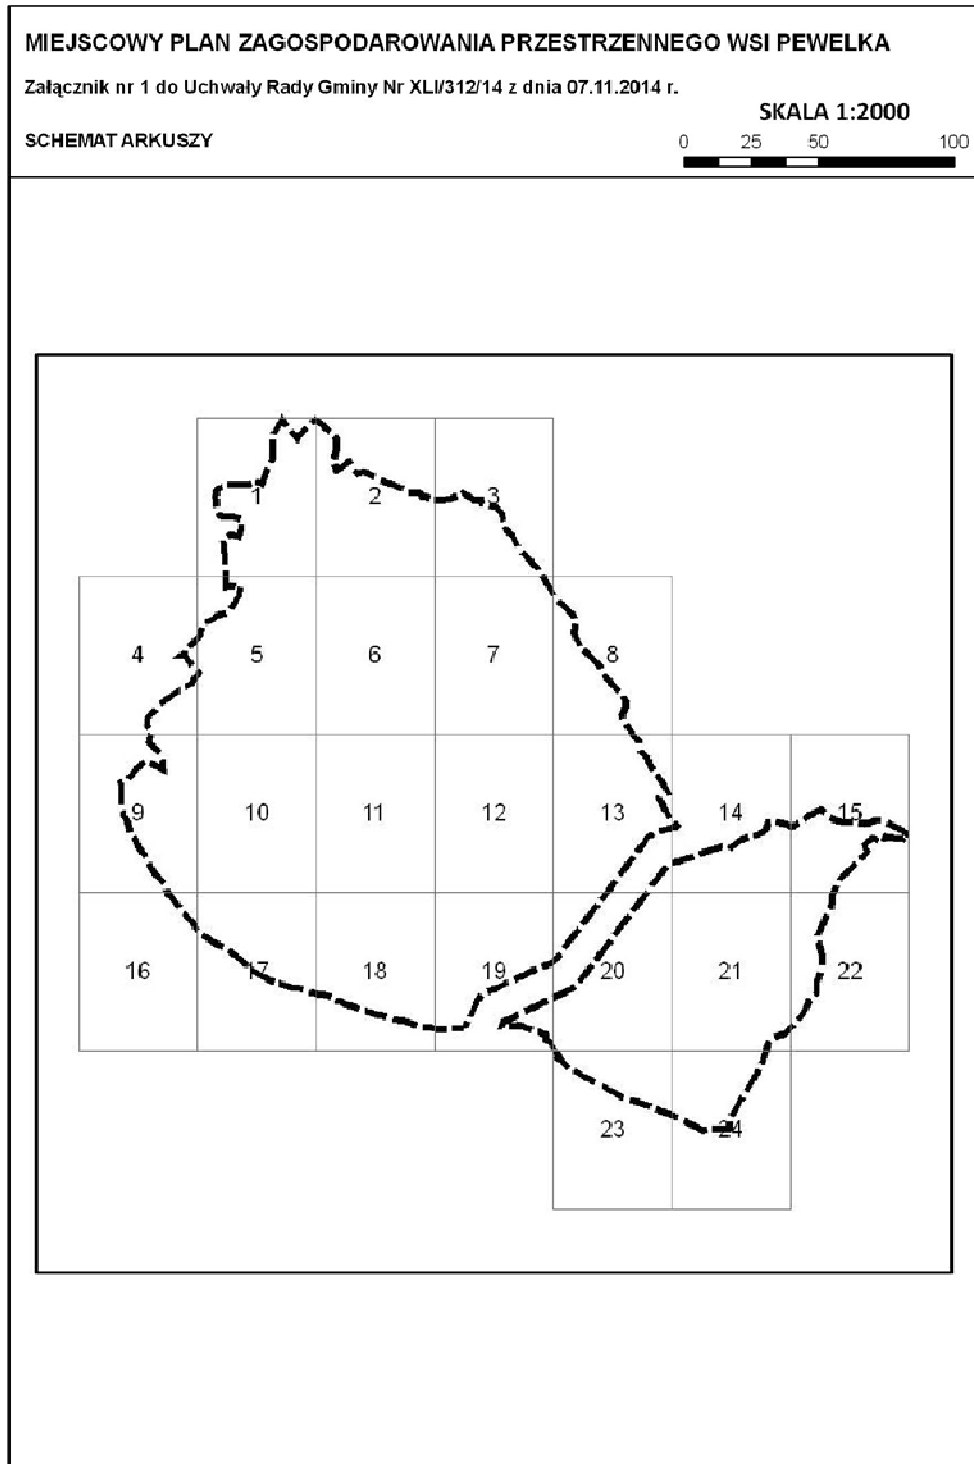 MIEJSCOWY PLAN ZAGOSPODAROWANIA PRZESTRZENNEGO WSI PEWELKA
Załącznik nr 1 do Uchwały Rady Gminy Nr XLI/312/14 z dnia 07.11.2014 r.
SKALA 1:2000
SCHEMAT ARKUSZY
0 25 50 100
1 2 3
4 5 6 7 8
9 10 11 12 13 14 15
16 17 18 19 20 21 22
23 24